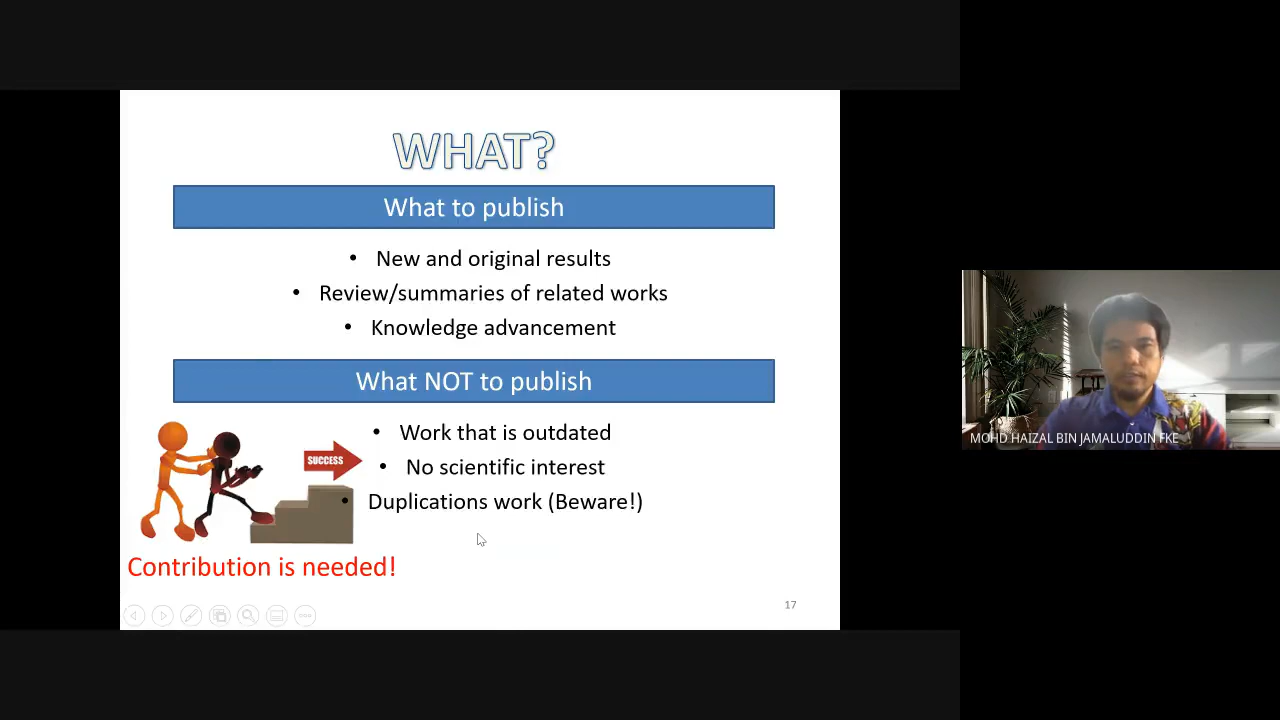 WHAT?
What to publish
• New and original results
• Review/summaries of related works
• Knowledge advancement
What NOT to publish
• Work that is outdated
• No scientific interest
• Duplications work (Beware!)
SUCCESS
Contribution is needed!
17
MOHD HAIZAL BIN JAMALUDDIN FKE